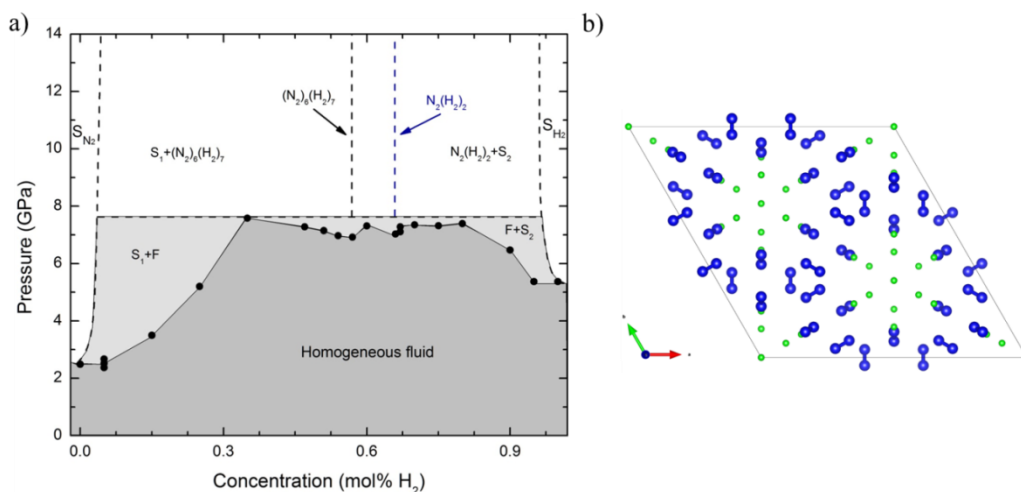 a)
b)
14
12
10
8
6
4
2
0
Pressure (GPa)
S_N₂
(N₂)₆(H₂)₇
N₂(H₂)₂
S_H₂
S₁+(N₂)₆(H₂)₇
N₂(H₂)₂+S₂
S₁+F
F+S₂
Homogeneous fluid
0.0
0.3
0.6
0.9
Concentration (mol% H₂)